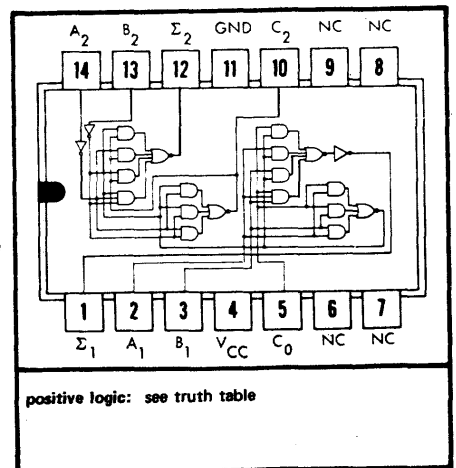 A₂ B₂ Σ₂ GND C₂ NC NC
14 13 12 11 10 9 8
1 2 3 4 5 6 7
Σ₁ A₁ B₁ V_CC C₀ NC NC
positive logic: see truth table